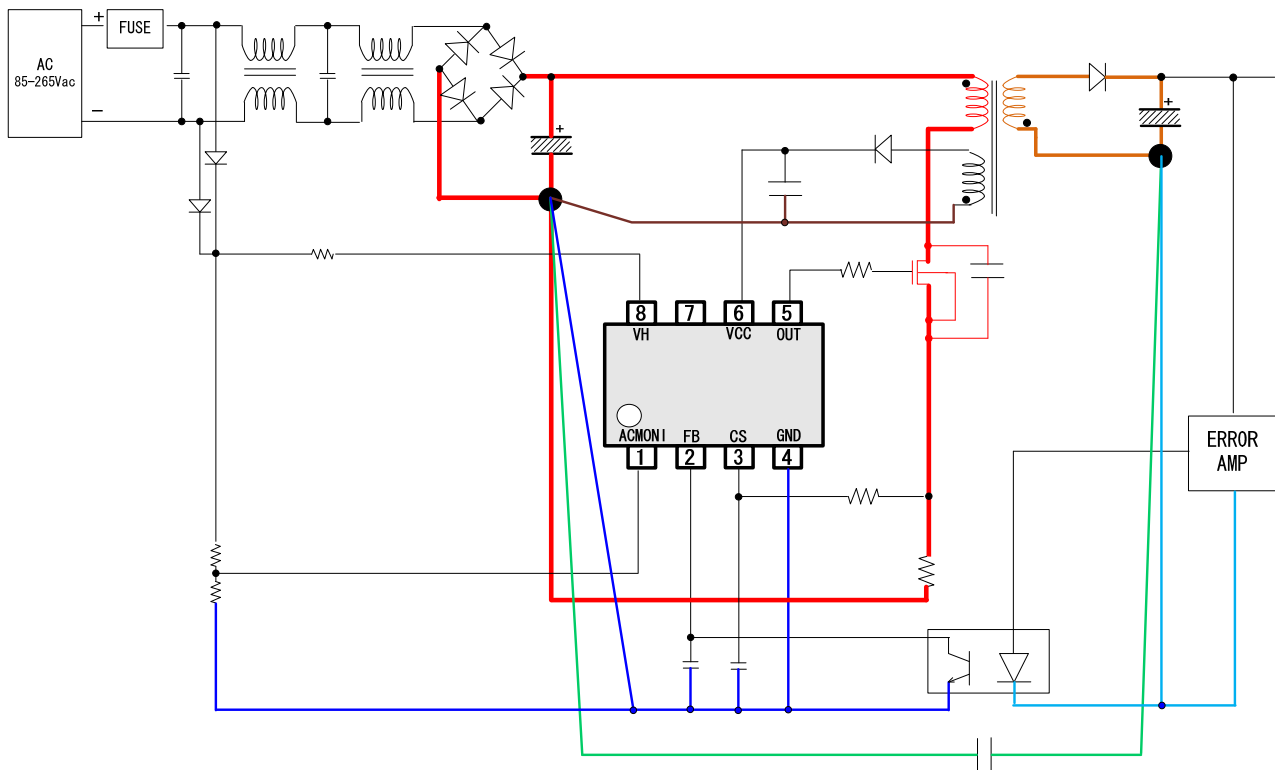 +
FUSE
AC
85-265Vac
−
+
+
8
7
6
5
VH
VCC
OUT
ACMONI
FB
CS
GND
1
2
3
4
ERROR
AMP